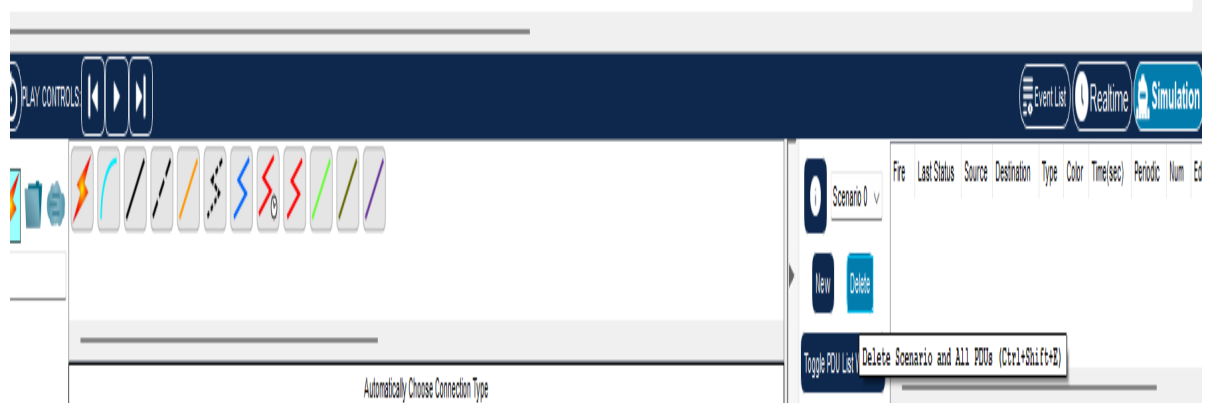 PLAY CONTROLS:
Event List
Realtime
Simulation
Scenario 0
Fire Last Status Source Destination Type Color Time(sec) Periodic Num Ed
New
Delete
Toggle PDU List
Delete Scenario and All PDUs (Ctrl+Shift+E)
Automatically Choose Connection Type